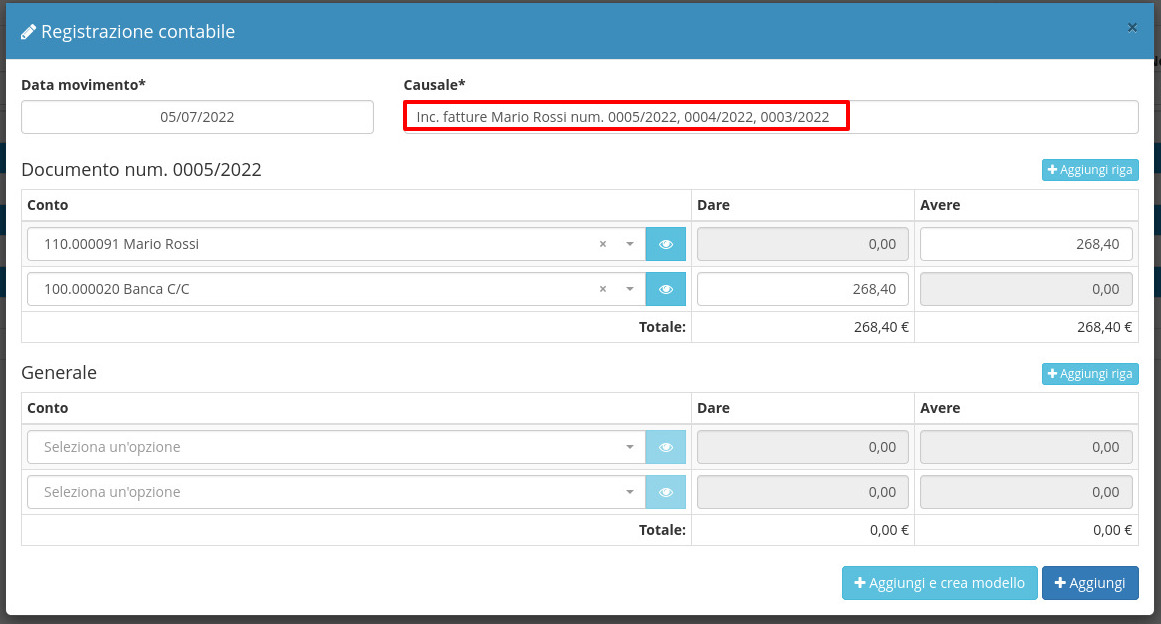 Registrazione contabile ×
Data movimento* Causale*
05/07/2022 Inc. fatture Mario Rossi num. 0005/2022, 0004/2022, 0003/2022
Documento num. 0005/2022 Aggiungi riga
Conto Dare Avere
110.000091 Mario Rossi × 0,00 268,40
100.000020 Banca C/C × 268,40 0,00
Totale: 268,40 € 268,40 €
Generale Aggiungi riga
Conto Dare Avere
Seleziona un'opzione 0,00 0,00
Seleziona un'opzione 0,00 0,00
Totale: 0,00 € 0,00 €
Aggiungi e crea modello Aggiungi